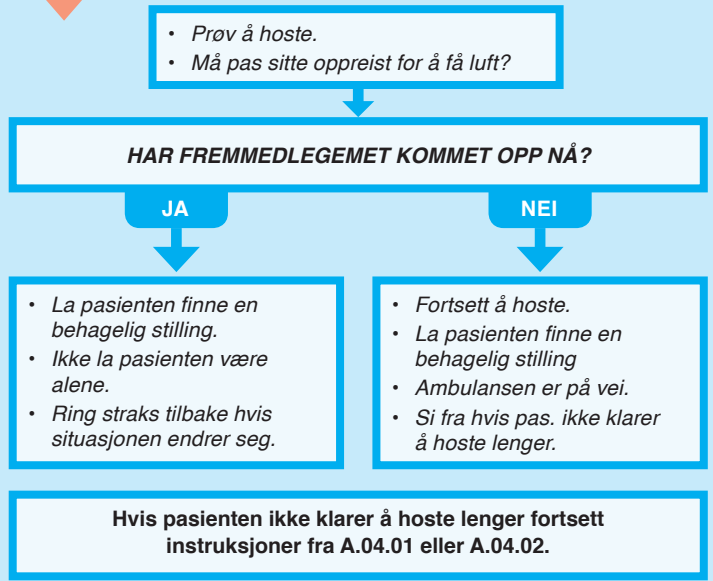 • Prøv å hoste.
• Må pas sitte oppreist for å få luft?
HAR FREMMEDLEGEMET KOMMET OPP NÅ?
JA
• La pasienten finne en
behagelig stilling.
• Ikke la pasienten være
alene.
• Ring straks tilbake hvis
situasjonen endrer seg.
NEI
• Fortsett å hoste.
• La pasienten finne en
behagelig stilling
• Ambulansen er på vei.
• Si fra hvis pas. ikke klarer
å hoste lenger.
Hvis pasienten ikke klarer å hoste lenger fortsett
instruksjoner fra A.04.01 eller A.04.02.